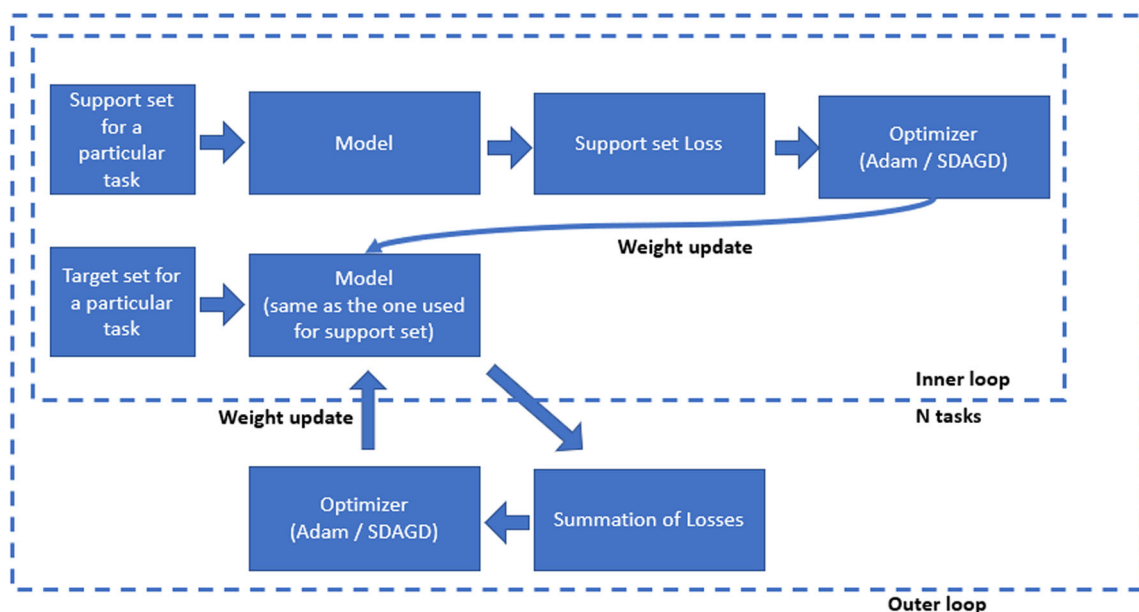 Support set
for a
particular
task
Model
Support set Loss
Optimizer
(Adam / SDAGD)
Weight update
Target set for
a particular
task
Model
(same as the one used
for support set)
Inner loop
N tasks
Weight update
Optimizer
(Adam / SDAGD)
Summation of Losses
Outer loop